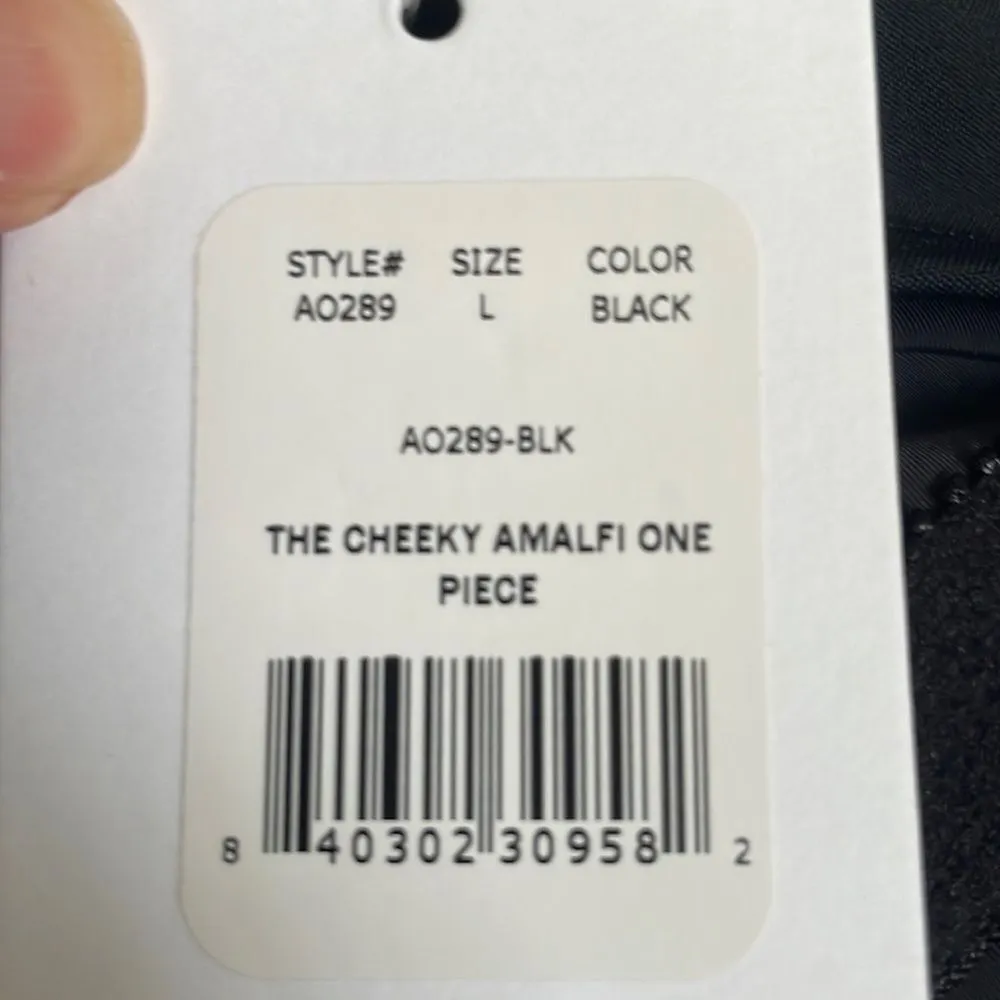 STYLE# SIZE COLOR
AO289 L BLACK
AO289-BLK
THE CHEEKY AMALFI ONE
PIECE
8 40302 30958 2